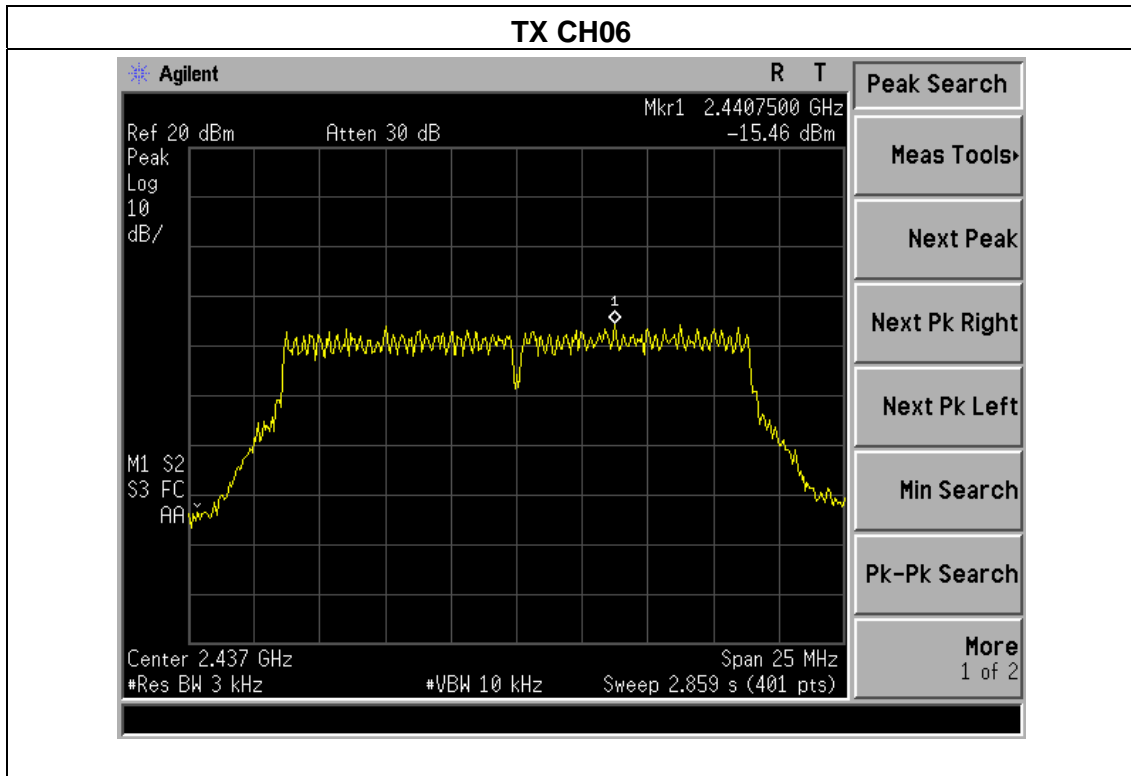 TX CH06
Agilent R T
Mkr1 2.4407500 GHz
Ref 20 dBm Atten 30 dB -15.46 dBm
Peak
Log
10
dB/
1
M1 S2
S3 FC
AA
Center 2.437 GHz Span 25 MHz
#Res BW 3 kHz #VBW 10 kHz Sweep 2.859 s (401 pts)
Peak Search
Meas Tools
Next Peak
Next Pk Right
Next Pk Left
Min Search
Pk-Pk Search
More
1 of 2